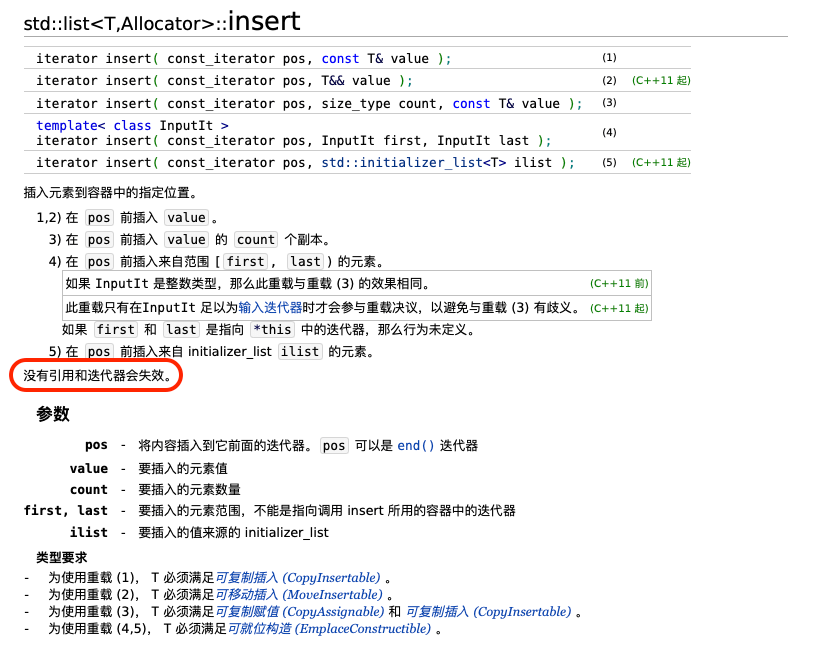 std::list<T,Allocator>::insert
iterator insert( const_iterator pos, const T& value ); (1)
iterator insert( const_iterator pos, T&& value ); (2) (C++11 起)
iterator insert( const_iterator pos, size_type count, const T& value ); (3)
template< class InputIt >
iterator insert( const_iterator pos, InputIt first, InputIt last ); (4)
iterator insert( const_iterator pos, std::initializer_list<T> ilist ); (5) (C++11 起)
插入元素到容器中的指定位置。
1,2) 在 pos 前插入 value 。
3) 在 pos 前插入 value 的 count 个副本。
4) 在 pos 前插入来自范围 [ first , last ) 的元素。
如果 InputIt 是整数类型，那么此重载与重载 (3) 的效果相同。 (C++11 前)
此重载只有在InputIt 足以为输入迭代器时才会参与重载决议，以避免与重载 (3) 有歧义。 (C++11 起)
如果 first 和 last 是指向 *this 中的迭代器，那么行为未定义。
5) 在 pos 前插入来自 initializer_list ilist 的元素。
没有引用和迭代器会失效。
参数
pos - 将内容插入到它前面的迭代器。 pos 可以是 end() 迭代器
value - 要插入的元素值
count - 要插入的元素数量
first, last - 要插入的元素范围，不能是指向调用 insert 所用的容器中的迭代器
ilist - 要插入的值来源的 initializer_list
类型要求
- 为使用重载 (1)， T 必须满足可复制插入 (CopyInsertable) 。
- 为使用重载 (2)， T 必须满足可移动插入 (MoveInsertable) 。
- 为使用重载 (3)， T 必须满足可复制赋值 (CopyAssignable) 和 可复制插入 (CopyInsertable) 。
- 为使用重载 (4,5)， T 必须满足可就位构造 (EmplaceConstructible) 。